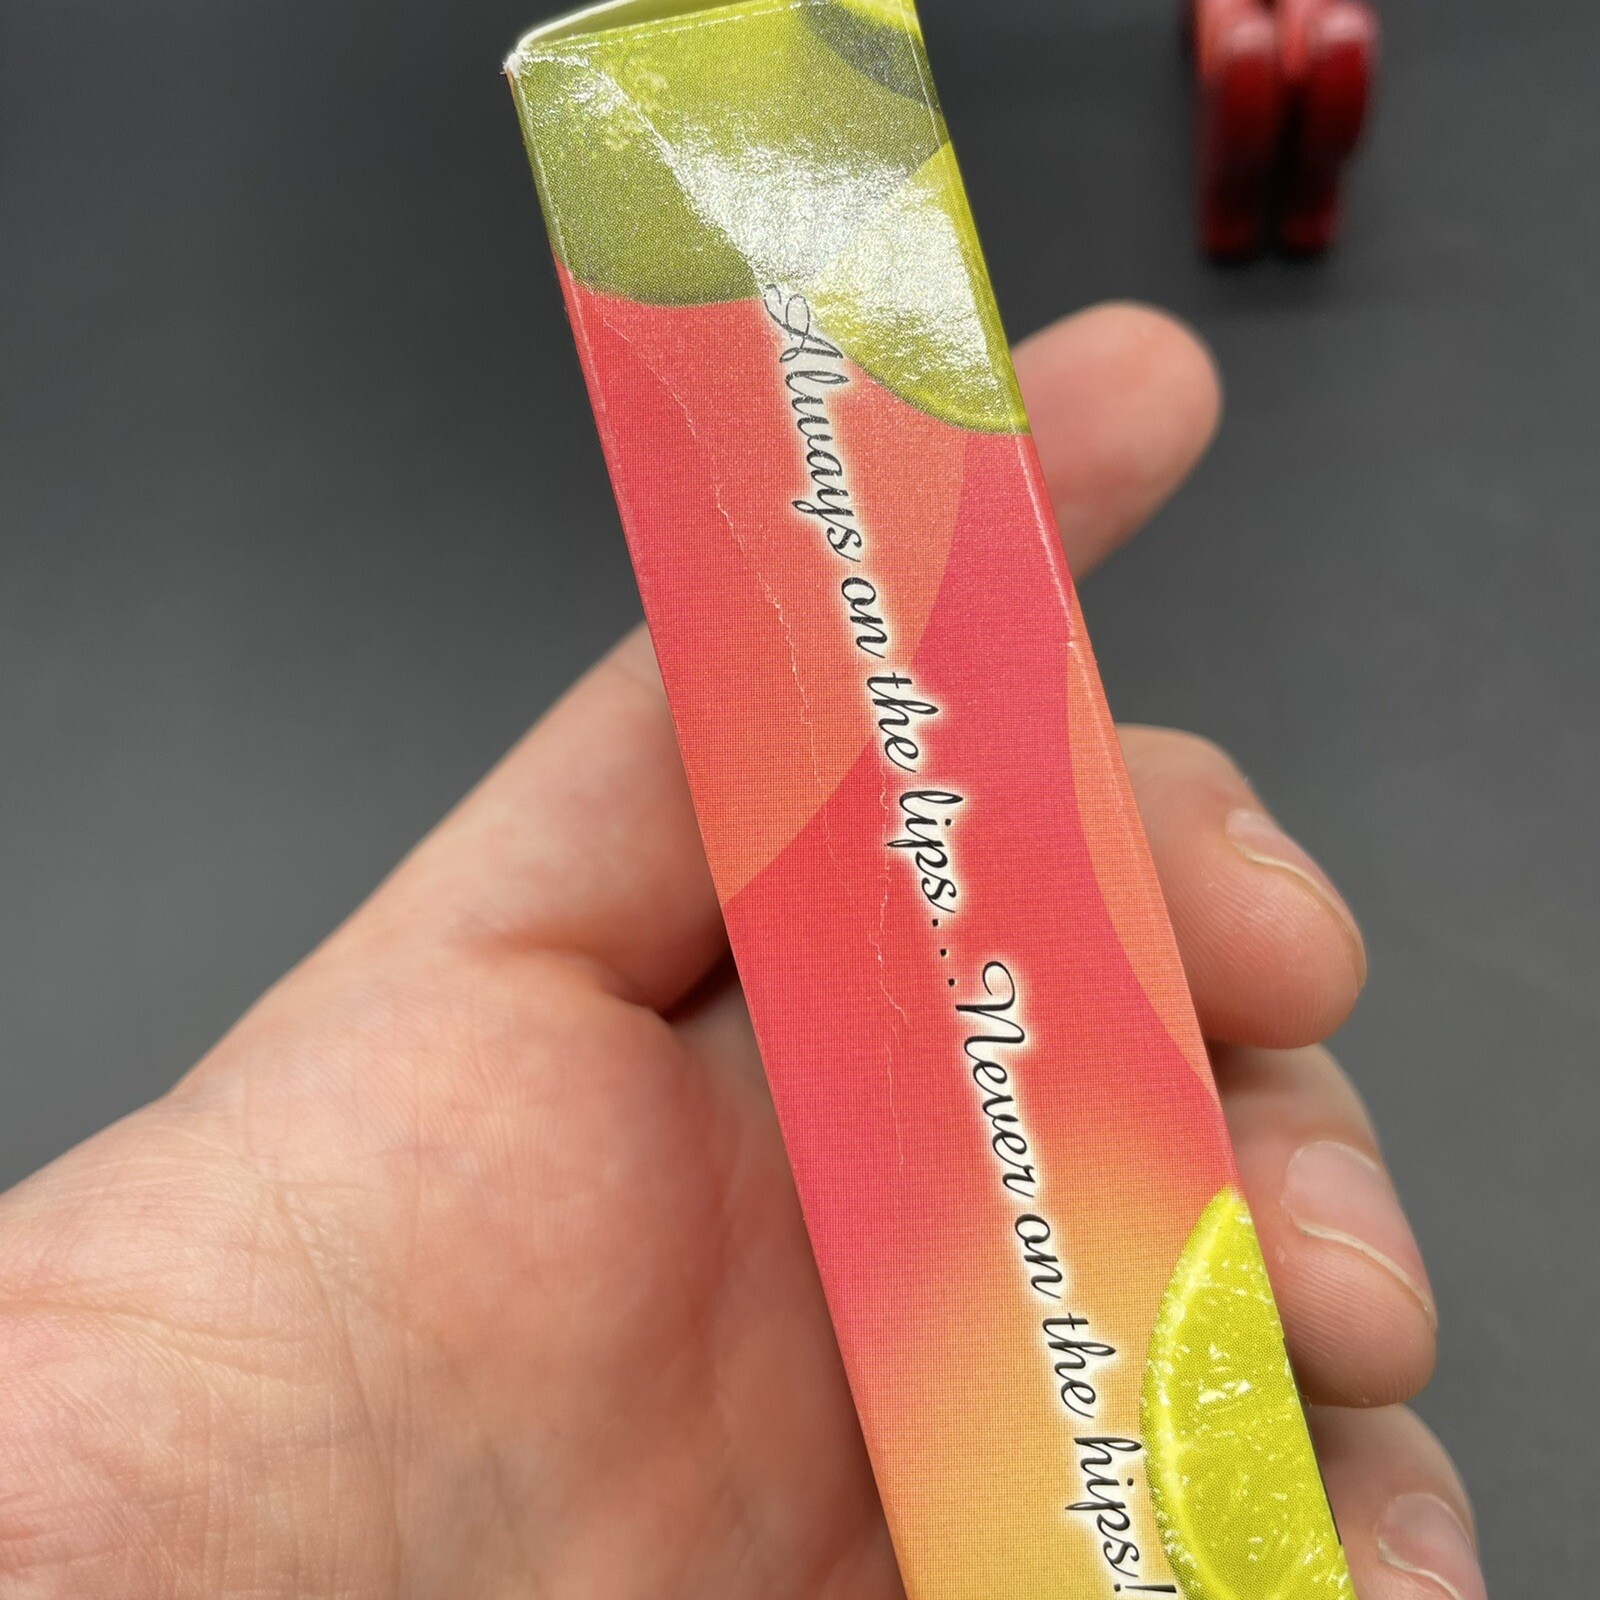 Always on the lips...Never on the hips!